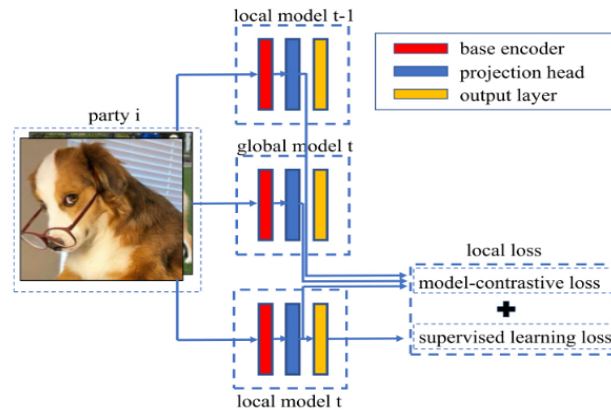 local model t-1
base encoder
projection head
output layer
party i
global model t
local loss
model-contrastive loss
+
supervised learning loss
local model t